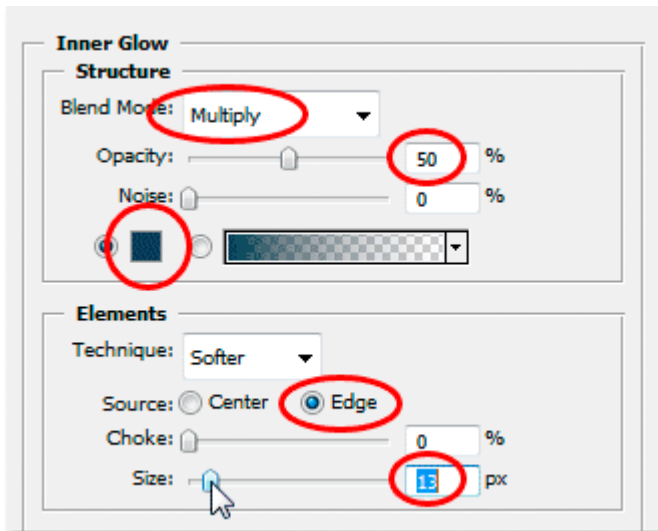 Inner Glow
Structure
Blend Mode: Multiply
Opacity: 50 %
Noise: 0 %
Elements
Technique: Softer
Source: Center Edge
Choke: 0 %
Size: 13 px